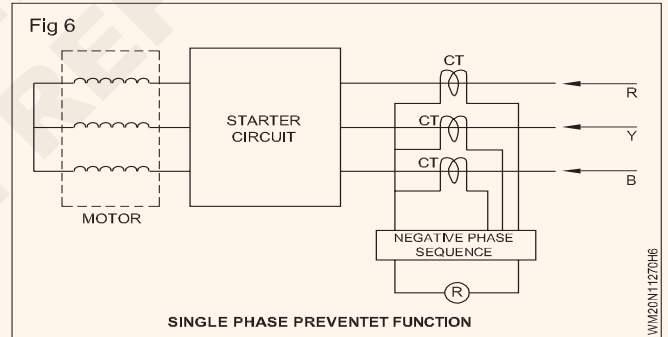 Fig 6
CT
R
STARTER
CIRCUIT
CT
Y
CT
B
MOTOR
NEGATIVE PHASE
SEQUENCE
R
SINGLE PHASE PREVENTET FUNCTION
WM20N11270H6